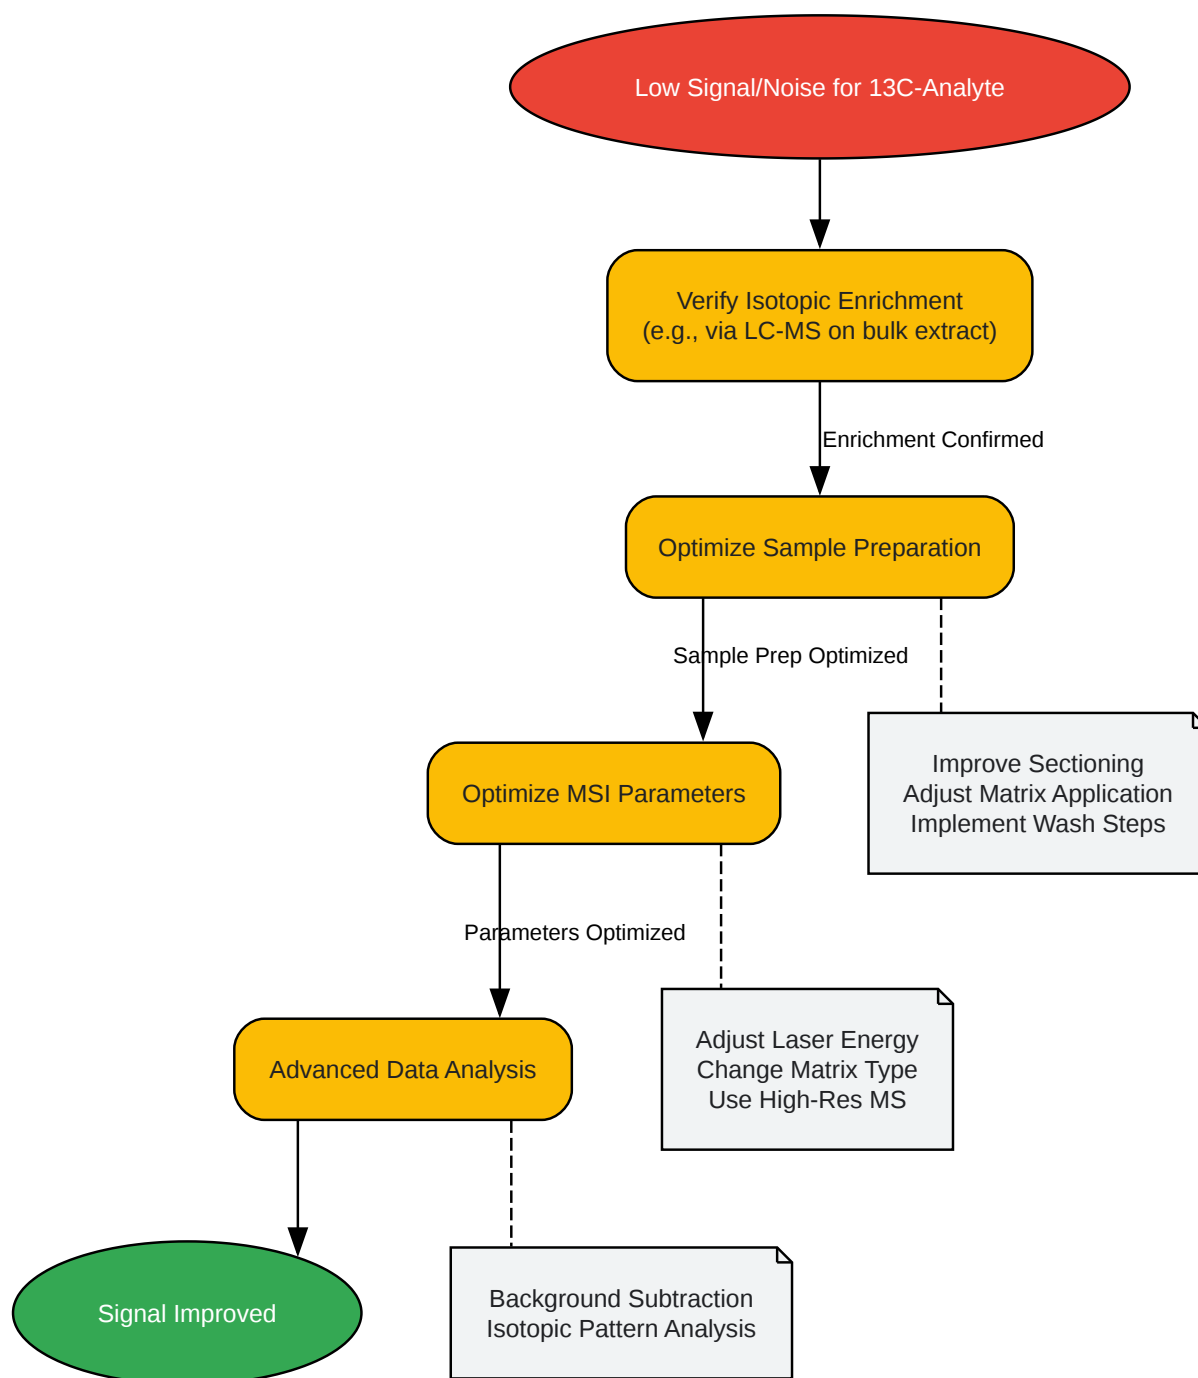 Low Signal/Noise for 13C-Analyte
Verify Isotopic Enrichment
(e.g., via LC-MS on bulk extract)
Enrichment Confirmed
Optimize Sample Preparation
Sample Prep Optimized
Improve Sectioning
Adjust Matrix Application
Implement Wash Steps
Optimize MSI Parameters
Parameters Optimized
Adjust Laser Energy
Change Matrix Type
Use High-Res MS
Advanced Data Analysis
Background Subtraction
Isotopic Pattern Analysis
Signal Improved